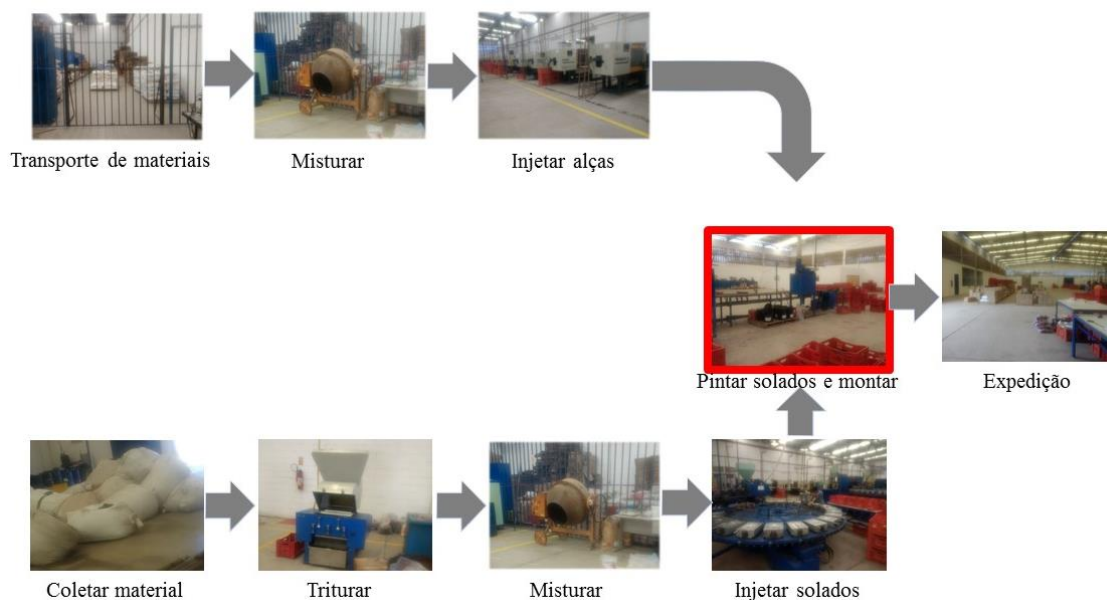 Transporte de materiais
Misturar
Injetar alças
Pintar solados e montar
Expedição
Coletar material
Triturar
Misturar
Injetar solados